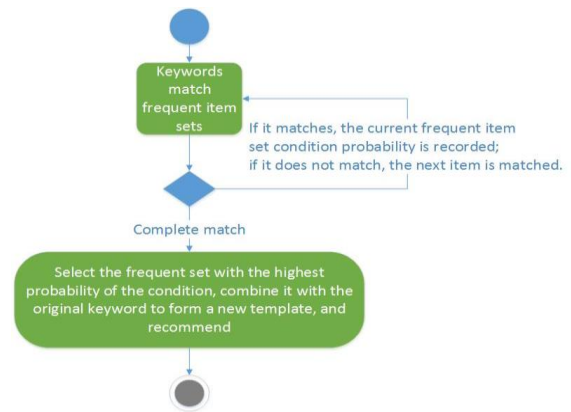 Keywords
match
frequent item
sets
If it matches, the current frequent item
set condition probability is recorded;
if it does not match, the next item is matched.
Complete match
Select the frequent set with the highest
probability of the condition, combine it with the
original keyword to form a new template, and
recommend